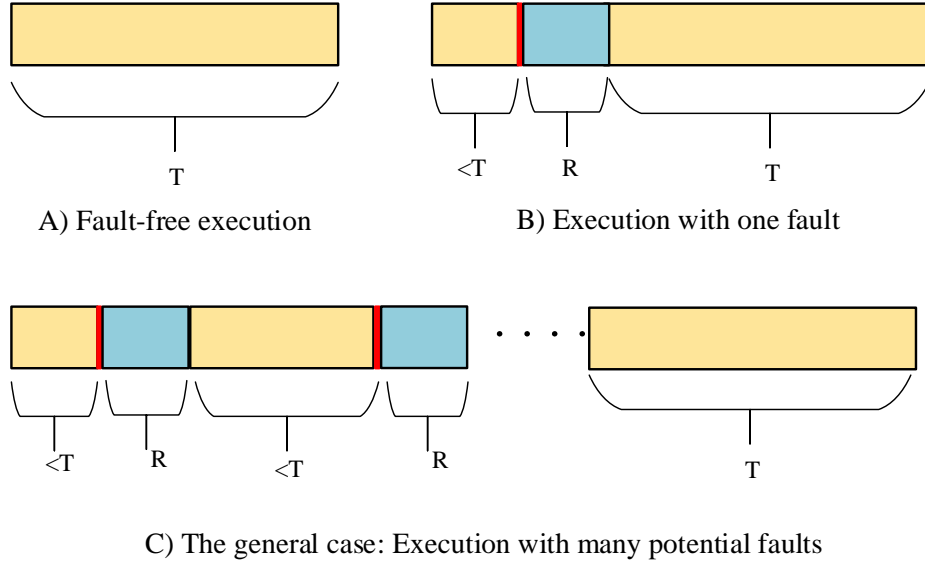 T
<T
R
T
A) Fault-free execution
B) Execution with one fault
. . . .
<T
R
<T
R
T
C) The general case: Execution with many potential faults